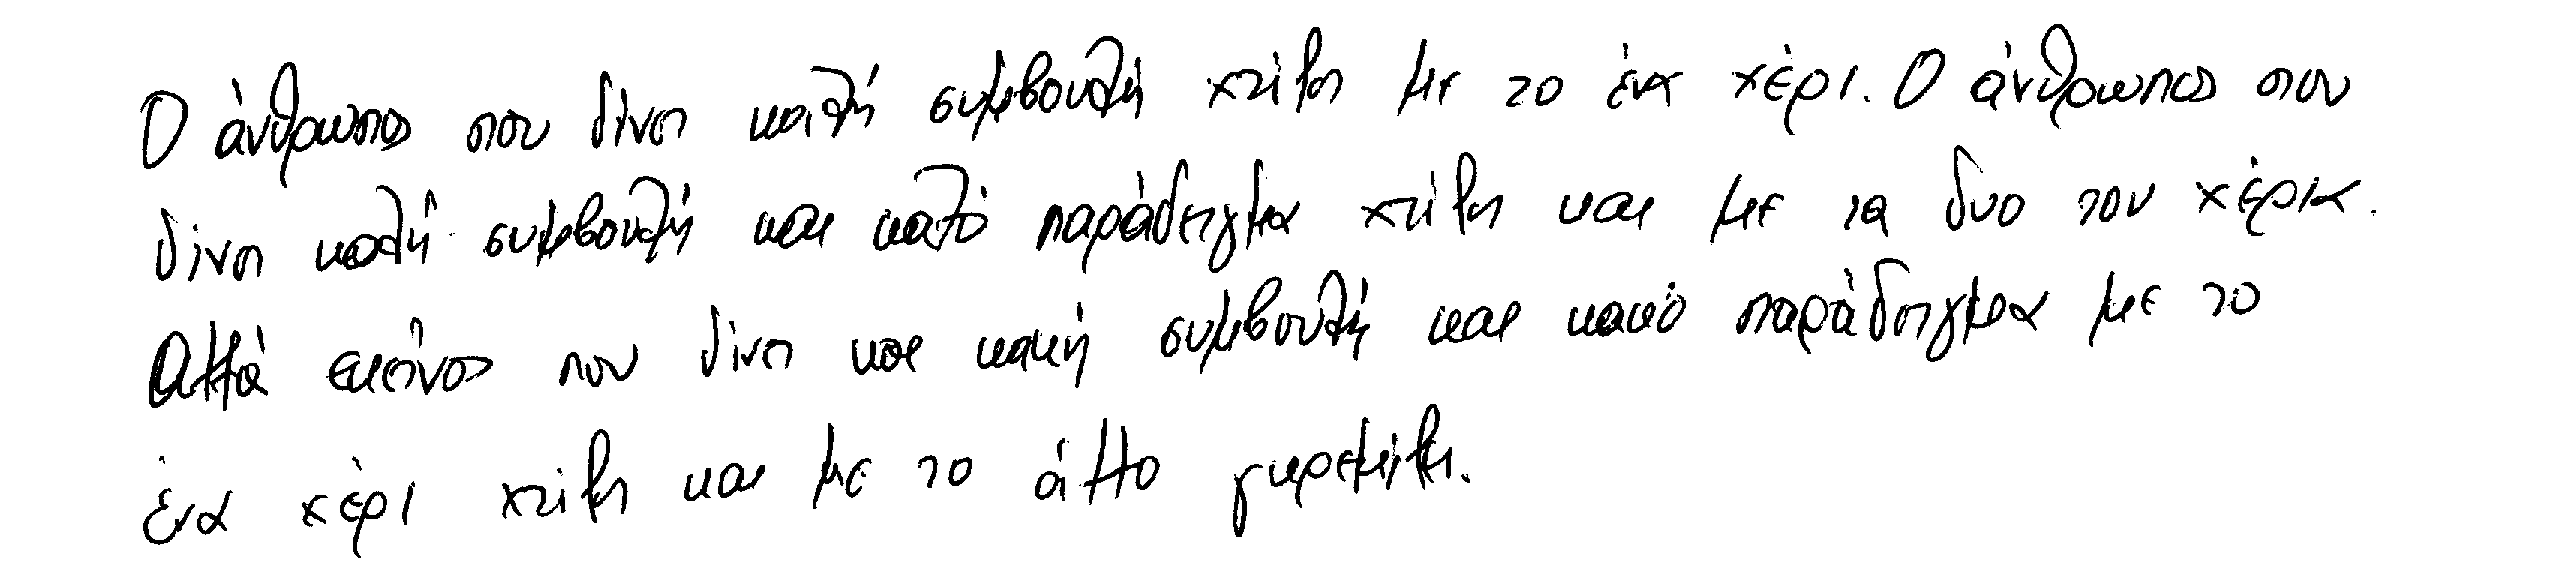 Ο άνθρωπος που δίνει καλή συμβουλή χτίζει με το ένα χέρι. Ο άνθρωπος που
δίνει καλή συμβουλή και καλό παράδειγμα χτίζει και με τα δυο του χέρια.
Αλλά εκείνος που δίνει και κακή συμβουλή και κακό παράδειγμα με το
ένα χέρι χτίζει και με το άλλο γκρεμίζει.